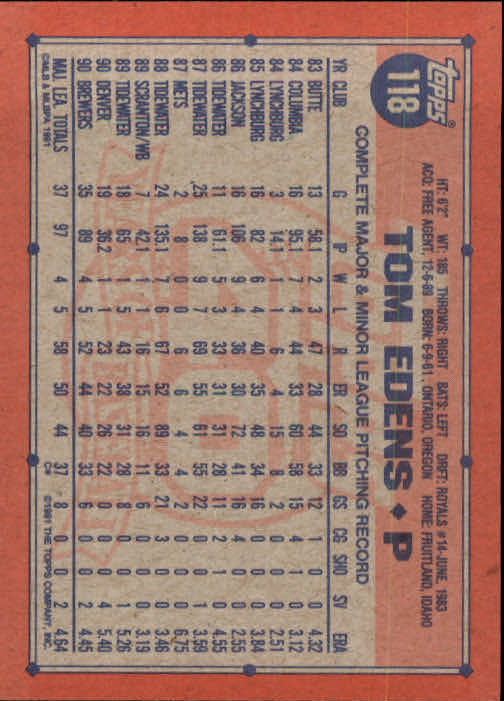 TOPPS®
118
HT: 6'2" WT: 185 THROWS: RIGHT BATS: LEFT DRFT: ROYALS #14-JUNE, 1983
ACQ: FREE AGENT, 12-6-89 BORN: 6-9-61, ONTARIO, OREGON HOME: FRUITLAND, IDAHO
TOM EDENS • P
COMPLETE MAJOR & MINOR LEAGUE PITCHING RECORD
YR CLUB G IP W L R ER SO BB GS CG SHO SV ERA
83 BUTTE 13 58.1 2 3 47 28 44 33 12 1 0 0 4.32
84 COLUMBIA 16 95.1 7 4 44 33 60 58 15 4 0 0 3.12
84 LYNCHBURG 3 14.1 1 1 6 4 15 8 2 1 0 0 2.51
85 LYNCHBURG 16 82 6 4 40 35 48 34 16 0 0 0 3.84
86 JACKSON 16 106 9 4 36 30 72 41 16 4 0 0 2.55
86 TIDEWATER 11 61.1 5 3 33 31 31 28 11 2 0 0 4.55
87 TIDEWATER 25 138 9 7 69 55 61 55 22 0 0 1 3.59
87 METS 2 8 0 0 6 6 4 4 2 0 0 0 6.75
88 TIDEWATER 24 135.1 7 6 67 52 89 53 21 3 0 0 3.46
89 SCRANTON/WB 7 42.1 1 1 16 15 16 11 6 0 0 0 3.19
89 TIDEWATER 18 65 1 5 43 38 31 28 8 0 0 1 5.26
90 DENVER 19 36.2 1 1 23 22 26 22 0 0 0 4 5.40
90 BREWERS 35 89 4 5 52 44 40 33 6 0 0 2 4.45
MAJ. LEA. TOTALS 37 97 4 5 58 50 44 37 8 0 0 2 4.64
©MLB & MLBPA 1991 ©1991 THE TOPPS COMPANY, INC.